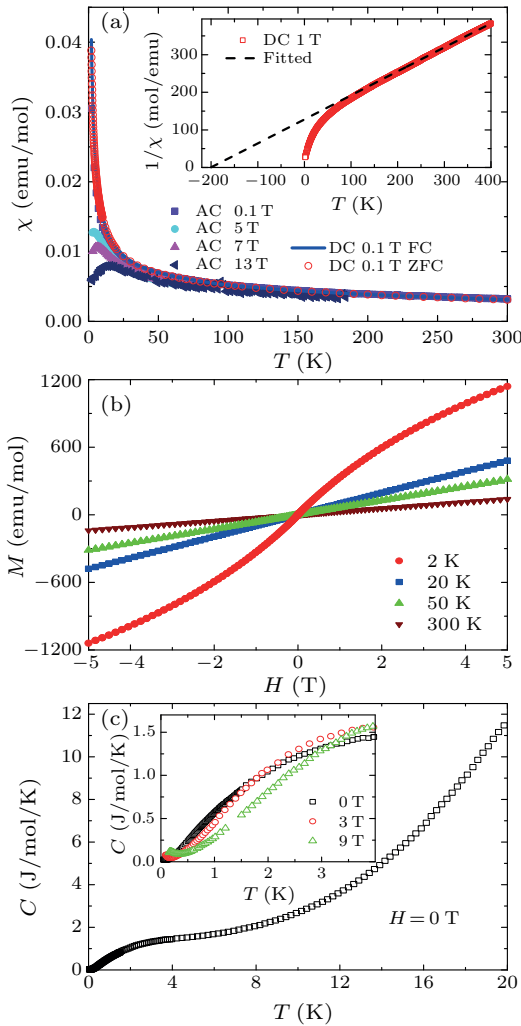 (a)
0.04
0.03
0.02
0.01
0.00
χ (emu/mol)
0
50
100
150
200
250
300
T (K)
AC 0.1 T
AC 5 T
AC 7 T
AC 13 T
DC 0.1 T FC
DC 0.1 T ZFC
DC 1 T
Fitted
1/χ (mol/emu)
300
200
100
0
−200
−100
0
100
200
300
400
T (K)
(b)
1200
600
0
−600
−1200
M (emu/mol)
2 K
20 K
50 K
300 K
−5
−4
−2
0
2
4
5
H (T)
(c)
12
10
8
6
4
2
0
C (J/mol/K)
1.5
1.0
0.5
0.0
C (J/mol/K)
0 T
3 T
9 T
0
1
2
3
T (K)
H=0 T
0
4
8
12
16
20
T (K)